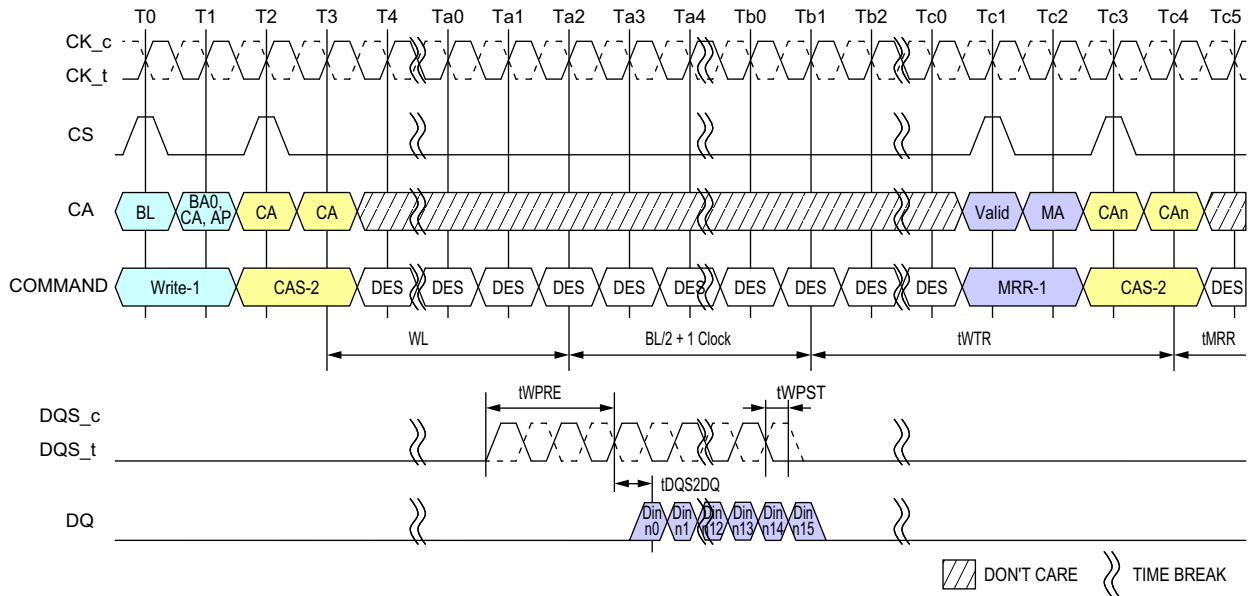 T0 T1 T2 T3 T4 Ta0 Ta1 Ta2 Ta3 Ta4 Tb0 Tb1 Tb2 Tc0 Tc1 Tc2 Tc3 Tc4 Tc5
CK_c
CK_t
CS
CA BL BA0, CA, AP CA CA Valid MA CAn CAn
COMMAND Write-1 CAS-2 DES DES DES DES DES DES DES DES DES DES MRR-1 CAS-2 DES
WL BL/2 + 1 Clock tWTR tMRR
tWPRE tWPST
DQS_c
DQS_t
tDQS2DQ
DQ Din n0 Din n1 Din n12 Din n13 Din n14 Din n15
DON'T CARE TIME BREAK